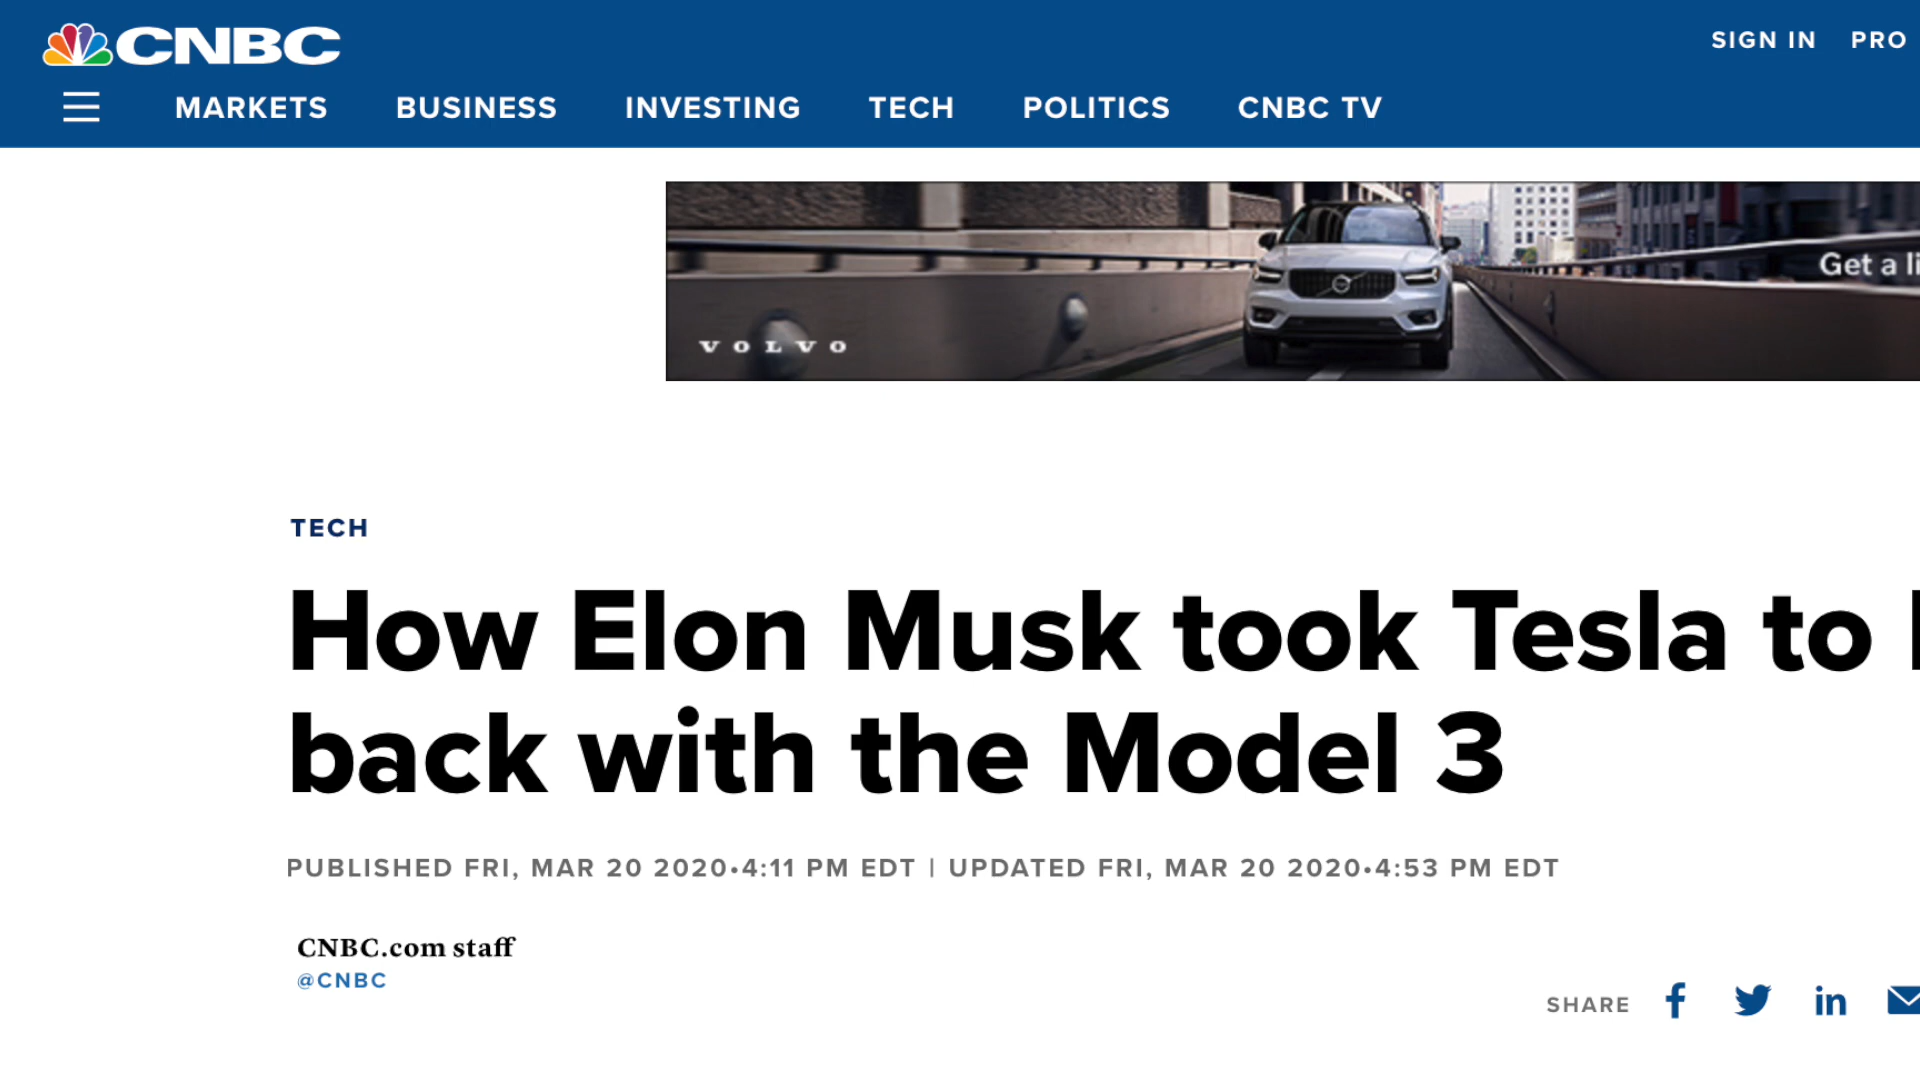 CNBC
SIGN IN PRO
MARKETS BUSINESS INVESTING TECH POLITICS CNBC TV
Get a
VOLVO
TECH
How Elon Musk took Tesla to
back with the Model 3
PUBLISHED FRI, MAR 20 2020•4:11 PM EDT | UPDATED FRI, MAR 20 2020•4:53 PM EDT
CNBC.com staff
@CNBC
SHARE